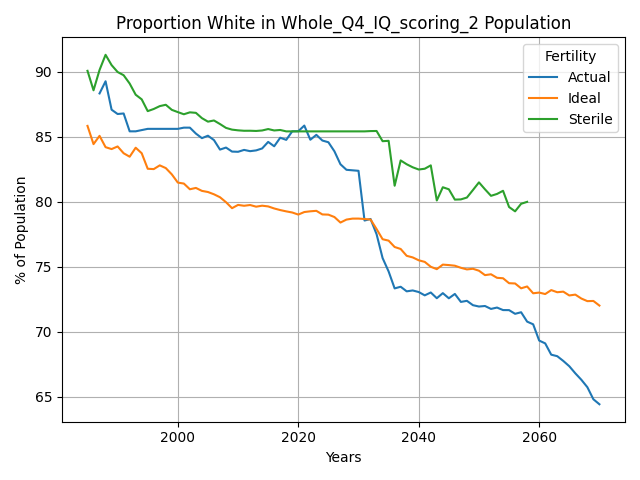 Proportion White in Whole_Q4_IQ_scoring_2 Population
% of Population
90
85
80
75
70
65
2000
2020
2040
2060
Years
Fertility
Actual
Ideal
Sterile